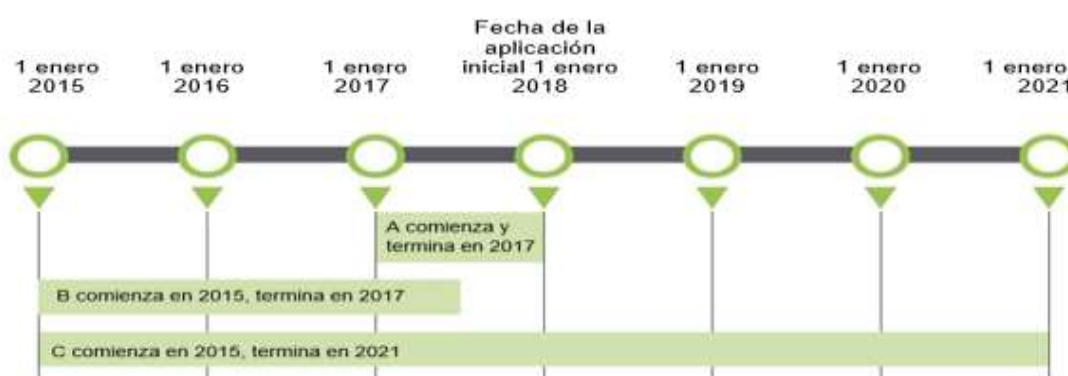 Fecha de la
aplicación
1 enero 1 enero 1 enero inicial 1 enero 1 enero 1 enero 1 enero
2015 2016 2017 2018 2019 2020 2021
A comienza y
termina en 2017
B comienza en 2015, termina en 2017
C comienza en 2015, termina en 2021